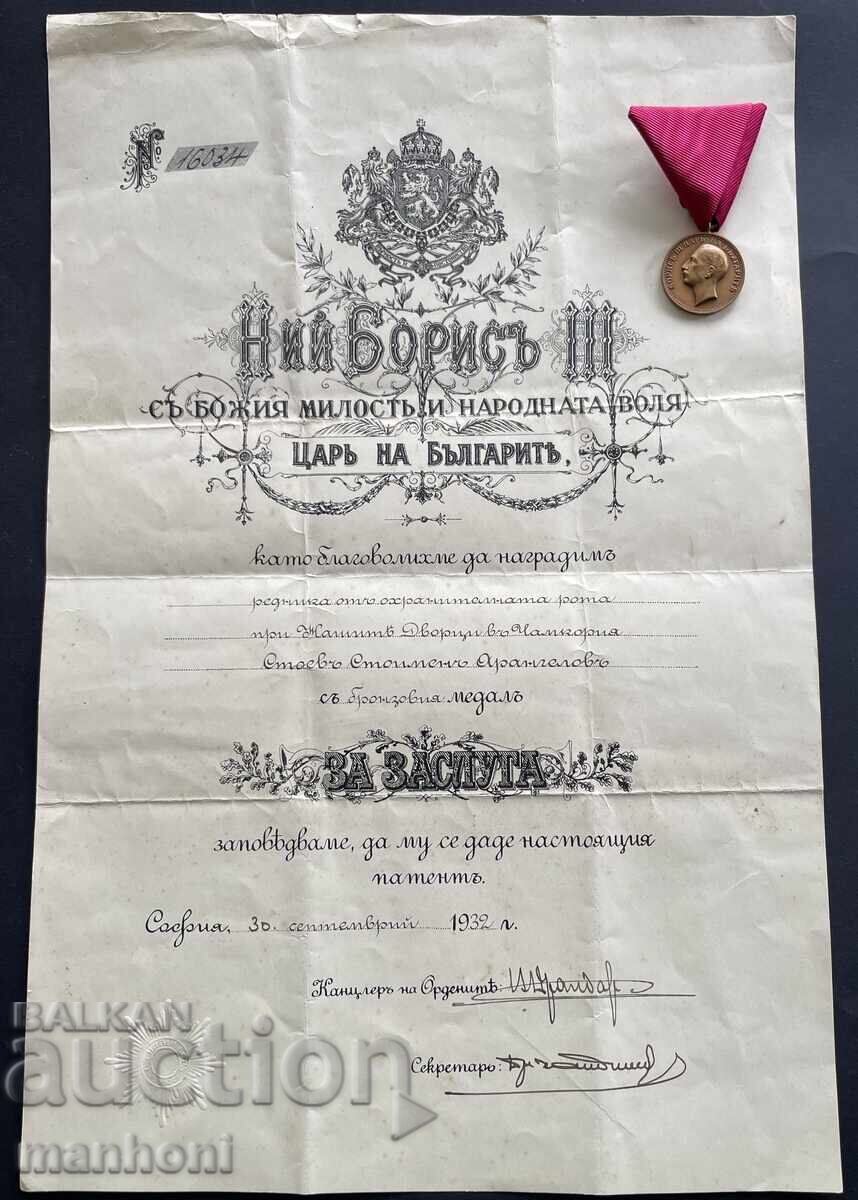 № 16034
Ний Борисъ III
СЪ БОЖИЯ МИЛОСТЬ И НАРОДНАТА ВОЛЯ
ЦАРЬ НА БЪЛГАРИТѢ,
като благоволихме да наградимъ
редника отъ охранителната рота
при Нашитѣ Дворци въ Чамкория
Стоевъ Стоименъ Арангеловъ
съ бронзовия медалъ
ЗА ЗАСЛУГА
заповѣдваме, да му се даде настоящия
патентъ.
София, 30. септемврий 1932 г.
Канцлеръ на Орденитѣ:
Секретарь:
BALKAN
auction
manhoni